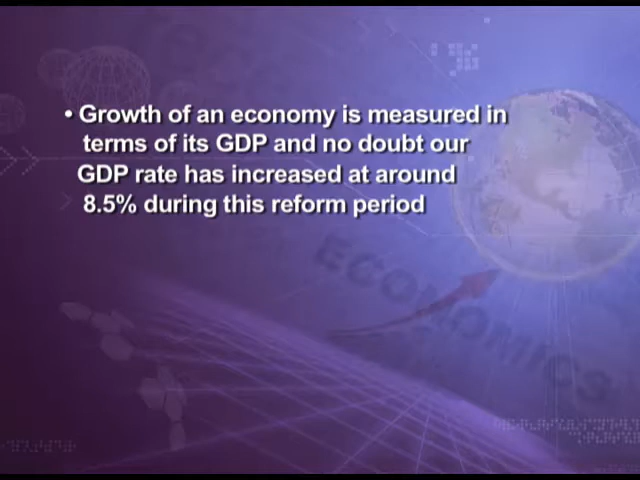 • Growth of an economy is measured in
terms of its GDP and no doubt our
GDP rate has increased at around
8.5% during this reform period
ECONOMICS